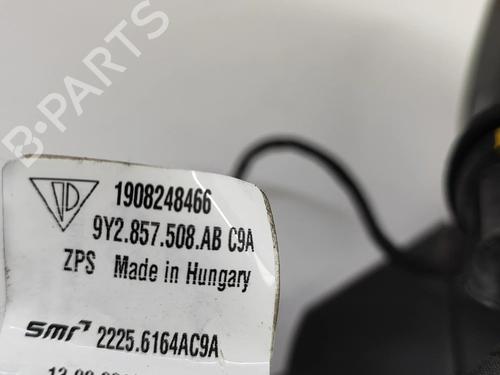 B-PARTS
1908248466
9Y2.857.508.AB C9A
ZPS Made in Hungary
smr 2225.6164AC9A